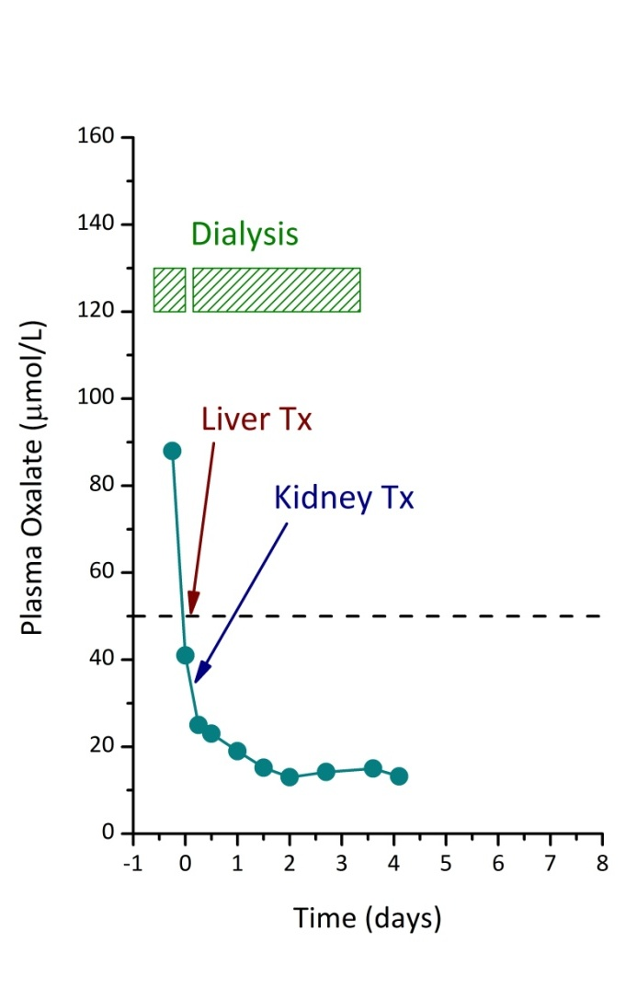 160
140
Dialysis
120
100
Liver Tx
80
Kidney Tx
60
40
20
0
-1 0 1 2 3 4 5 6 7 8
Time (days)
Plasma Oxalate (μmol/L)